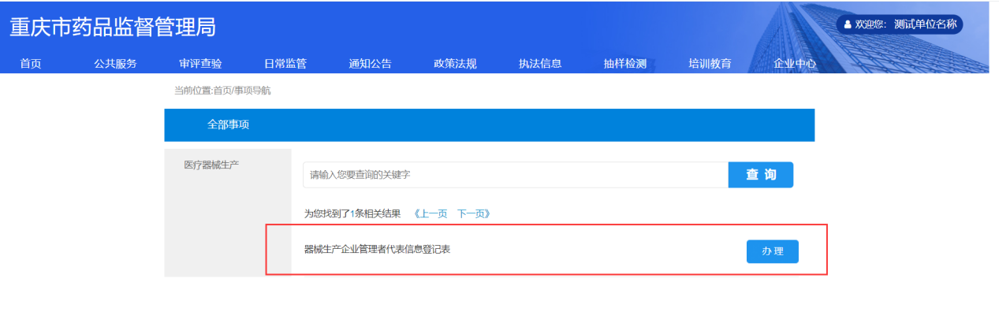 重庆市药品监督管理局
欢迎您: 测试单位名称
首页 公共服务 审评查验 日常监管 通知公告 政策法规 执法信息 抽样检测 培训教育 企业中心
当前位置:首页/事项导航
全部事项
医疗器械生产
请输入您要查询的关键字
查 询
为您找到了1条相关结果 《上一页 下一页》
器械生产企业管理者代表信息登记表
办 理